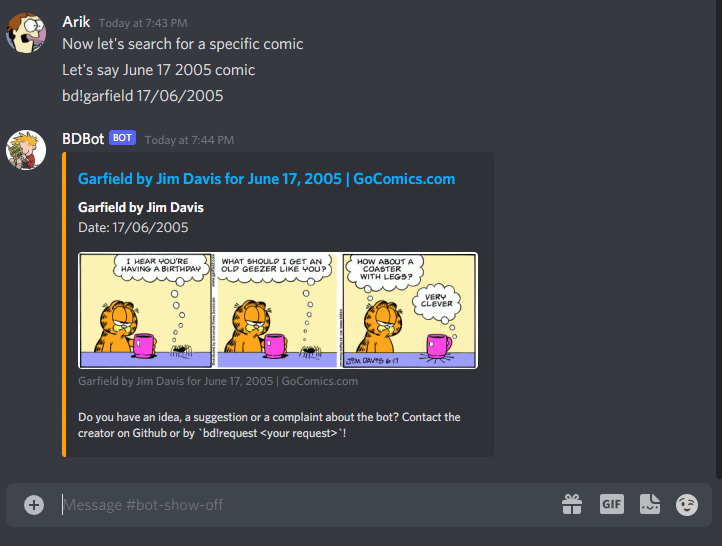 Arik Today at 7:43 PM
Now let's search for a specific comic
Let's say June 17 2005 comic
bd!garfield 17/06/2005
BDBot BOT Today at 7:44 PM
Garfield by Jim Davis for June 17, 2005 | GoComics.com
Garfield by Jim Davis
Date: 17/06/2005
I HEAR YOU'RE
HAVING A BIRTHDAY
WHAT SHOULD I GET AN
OLD GEEZER LIKE YOU?
HOW ABOUT A
COASTER
WITH LEGS?
VERY
CLEVER
JIM DAVIS 6-17
Garfield by Jim Davis for June 17, 2005 | GoComics.com
Do you have an idea, a suggestion or a complaint about the bot? Contact the
creator on Github or by `bd!request <your request>`!
Message #bot-show-off
GIF